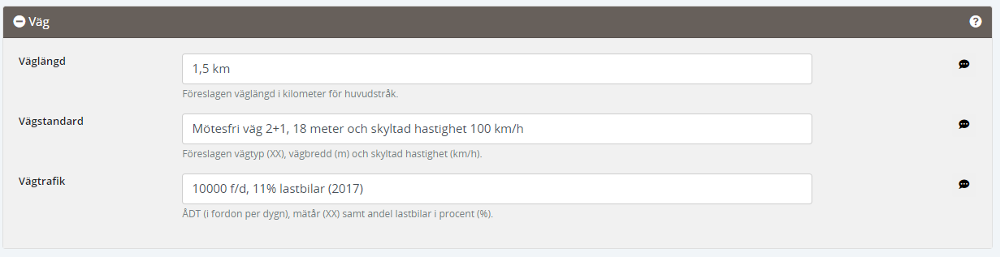 Väg
Väglängd
1,5 km
Föreslagen väglängd i kilometer för huvudstråk.
Vägstandard
Mötesfri väg 2+1, 18 meter och skyltad hastighet 100 km/h
Föreslagen vägtyp (XX), vägbredd (m) och skyltad hastighet (km/h).
Vägtrafik
10000 f/d, 11% lastbilar (2017)
ÅDT (i fordon per dygn), mätår (XX) samt andel lastbilar i procent (%).